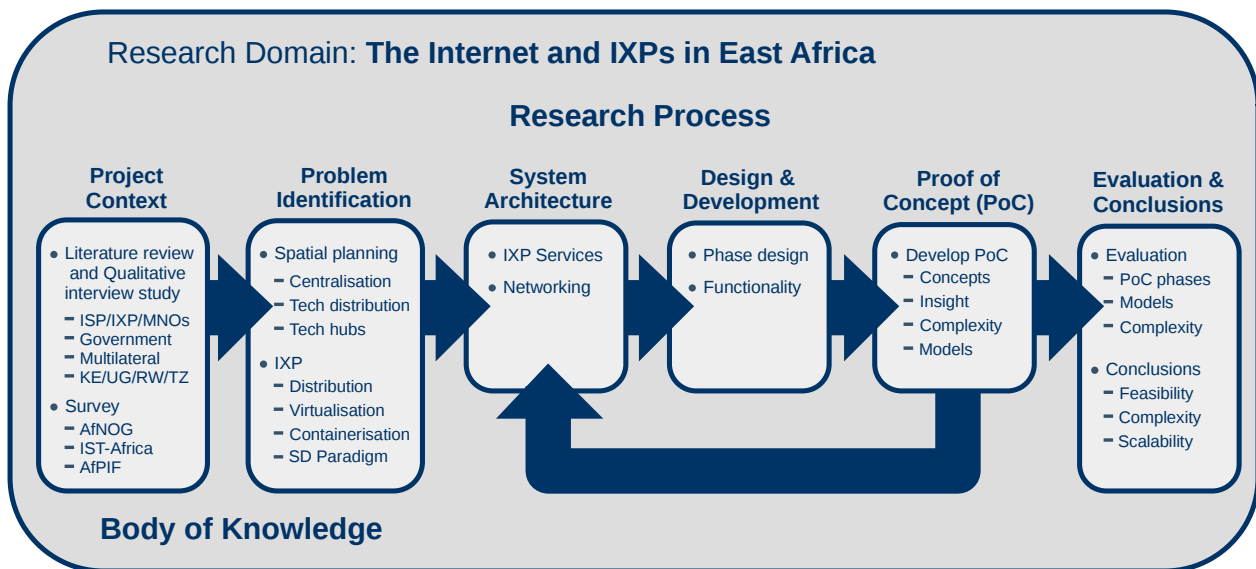 Research Domain: The Internet and IXPs in East Africa
Research Process
Project
Context
• Literature review
and Qualitative
interview study
– ISP/IXP/MNOs
– Government
– Multilateral
– KE/UG/RW/TZ
• Survey
– AfNOG
– IST-Africa
– AfPIF
Problem
Identification
• Spatial planning
– Centralisation
– Tech distribution
– Tech hubs
• IXP
– Distribution
– Virtualisation
– Containerisation
– SD Paradigm
System
Architecture
• IXP Services
• Networking
Design &
Development
• Phase design
• Functionality
Proof of
Concept (PoC)
• Develop PoC
– Concepts
– Insight
– Complexity
– Models
Evaluation &
Conclusions
• Evaluation
– PoC phases
– Models
– Complexity
• Conclusions
– Feasibility
– Complexity
– Scalability
Body of Knowledge